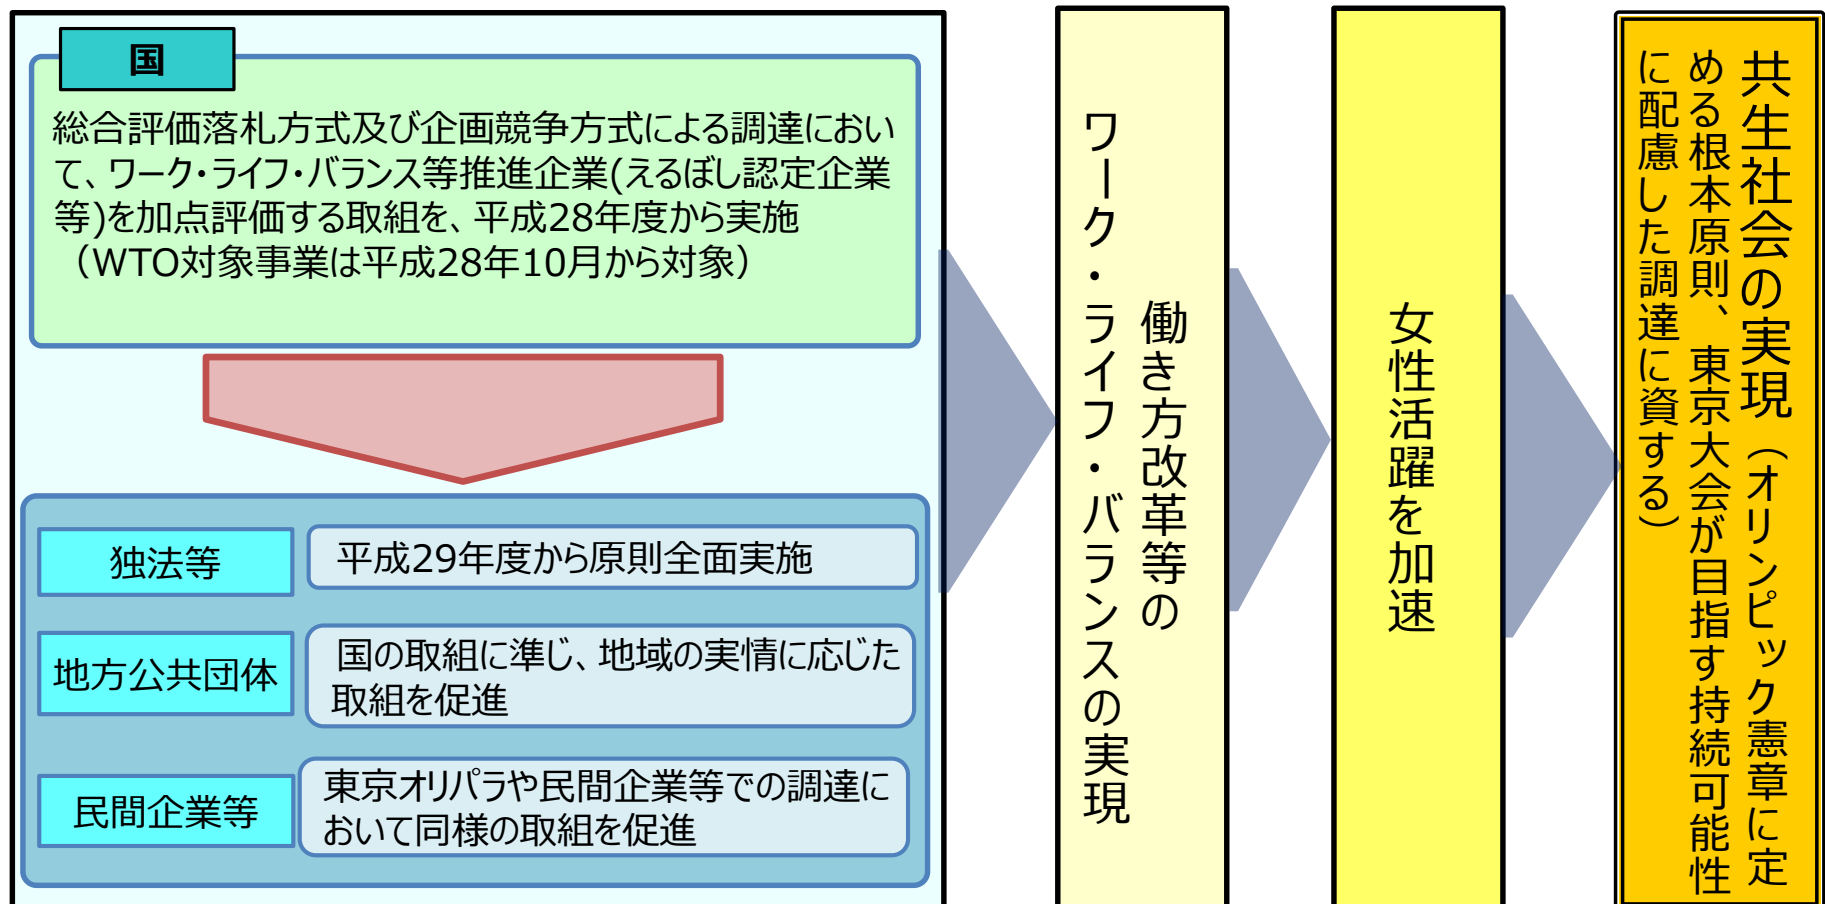 国
総合評価落札方式及び企画競争方式による調達におい
て、ワーク・ライフ・バランス等推進企業(えるぼし認定企業
等)を加点評価する取組を、平成28年度から実施
（WTO対象事業は平成28年10月から対象）
独法等
平成29年度から原則全面実施
地方公共団体
国の取組に準じ、地域の実情に応じた
取組を促進
民間企業等
東京オリパラや民間企業等での調達に
おいて同様の取組を促進
働き方改革等の
ワーク・ライフ・バランスの実現
女性活躍を加速
共生社会の実現（オリンピック憲章に定
める根本原則、東京大会が目指す持続可能性
に配慮した調達に資する）